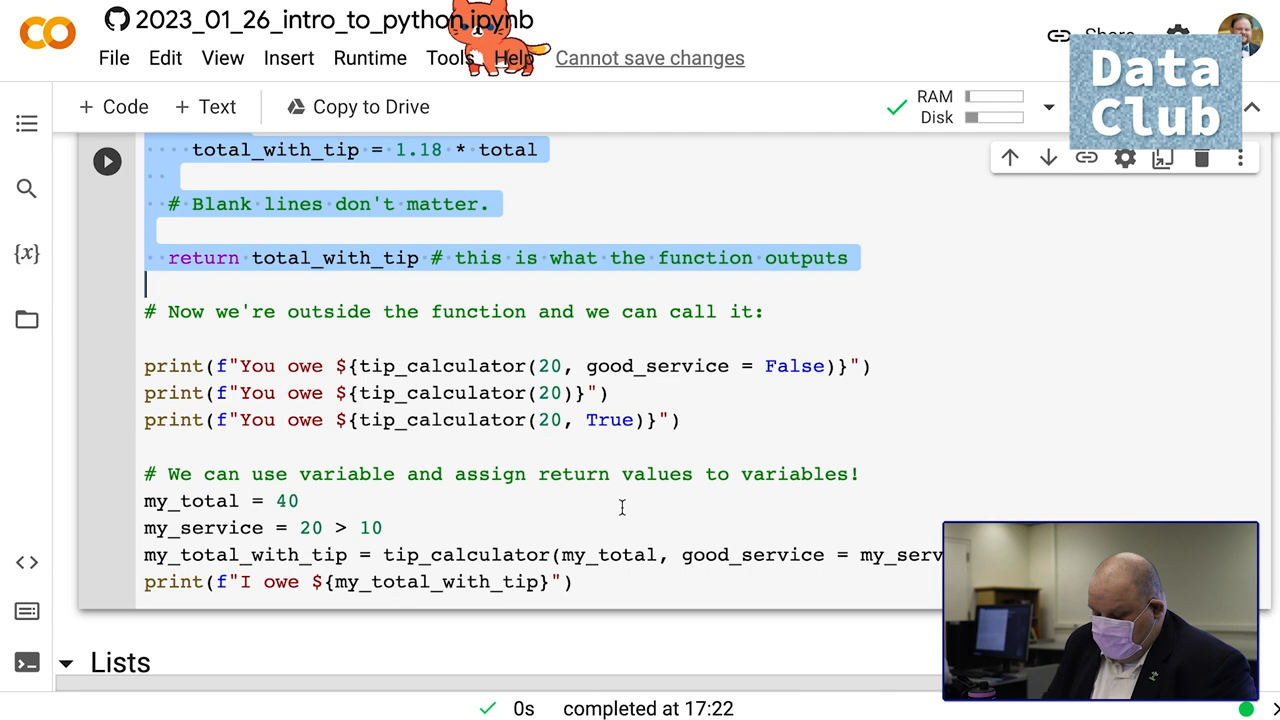 2023_01_26_intro_to_python.ipynb
File Edit View Insert Runtime Tools Help Cannot save changes
Share
Data
Club
+ Code + Text Copy to Drive
RAM
Disk
total_with_tip = 1.18 * total
# Blank lines don't matter.
return total_with_tip # this is what the function outputs
# Now we're outside the function and we can call it:
print(f"You owe ${tip_calculator(20, good_service = False)}")
print(f"You owe ${tip_calculator(20)}")
print(f"You owe ${tip_calculator(20, True)}")
# We can use variable and assign return values to variables!
my_total = 40
my_service = 20 > 10
my_total_with_tip = tip_calculator(my_total, good_service = my_serv
print(f"I owe ${my_total_with_tip}")
Lists
0s completed at 17:22